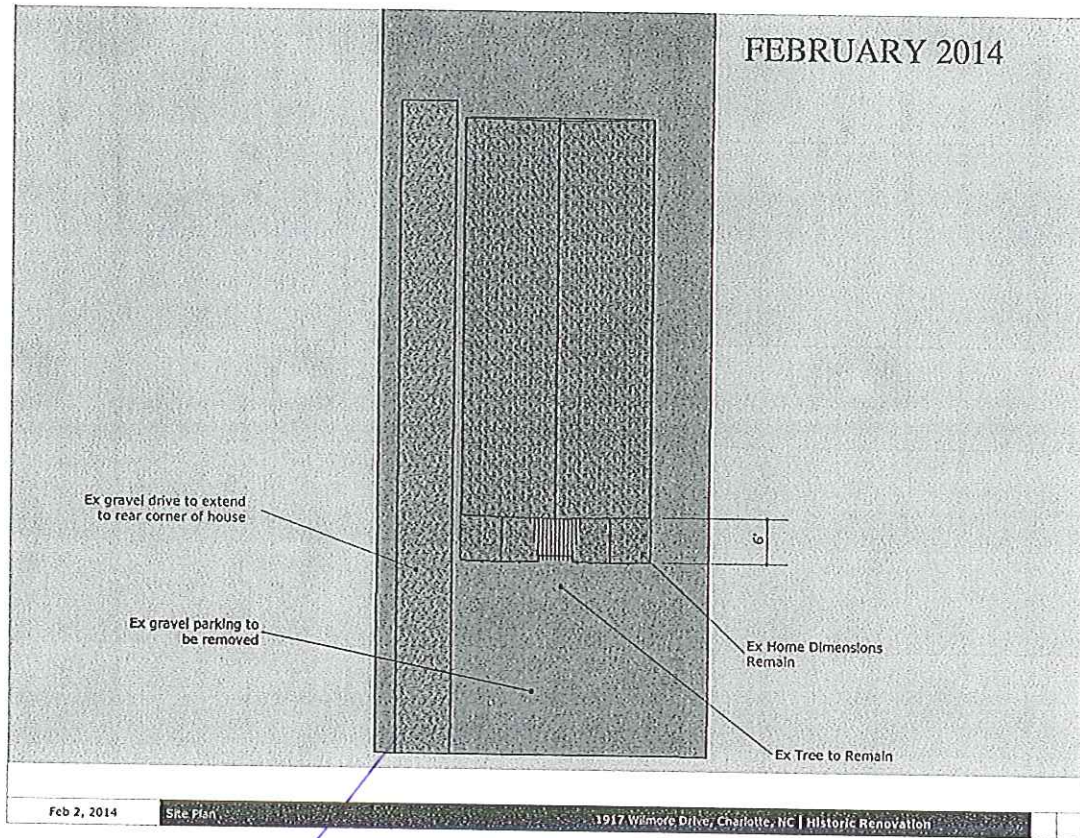 FEBRUARY 2014
Ex gravel drive to extend
to rear corner of house
6'
Ex gravel parking to
be removed
Ex Home Dimensions
Remain
Ex Tree to Remain
Feb 2, 2014
Site Plan
1917 Wilmore Drive, Charlotte, NC | Historic Renovation